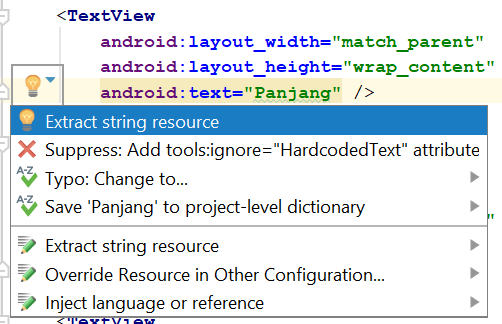 <TextView
android:layout_width="match_parent"
android:layout_height="wrap_content"
android:text="Panjang" />
Extract string resource
Suppress: Add tools:ignore="HardcodedText" attribute
Typo: Change to...
Save 'Panjang' to project-level dictionary
"
Extract string resource
Override Resource in Other Configuration...
Inject language or reference
<TextView